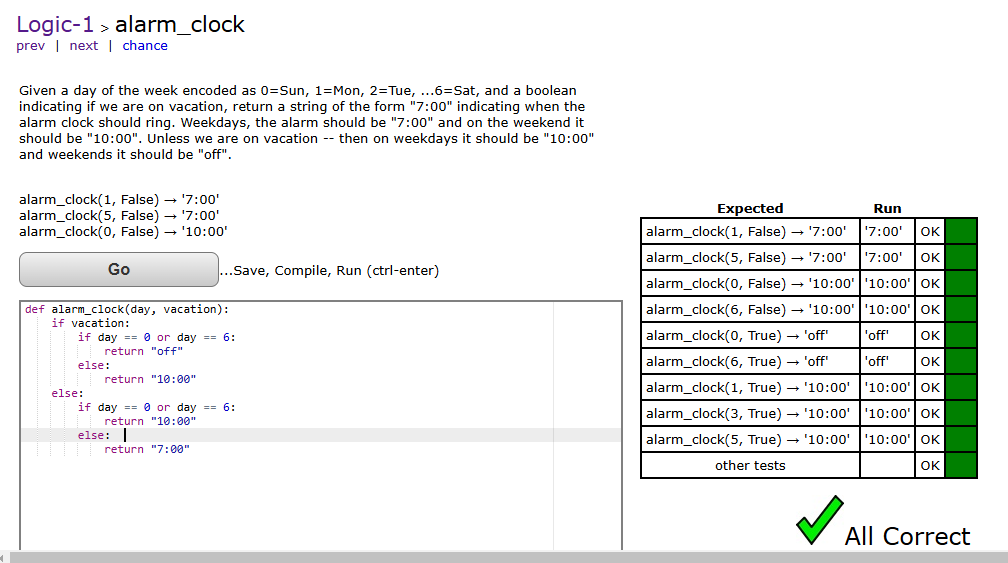 Logic-1 > alarm_clock
prev | next | chance
Given a day of the week encoded as 0=Sun, 1=Mon, 2=Tue, ...6=Sat, and a boolean
indicating if we are on vacation, return a string of the form "7:00" indicating when the
alarm clock should ring. Weekdays, the alarm should be "7:00" and on the weekend it
should be "10:00". Unless we are on vacation -- then on weekdays it should be "10:00"
and weekends it should be "off".
alarm_clock(1, False) → '7:00'
alarm_clock(5, False) → '7:00'
alarm_clock(0, False) → '10:00'
Go ...Save, Compile, Run (ctrl-enter)
def alarm_clock(day, vacation):
    if vacation:
        if day == 0 or day == 6:
            return "off"
        else:
            return "10:00"
    else:
        if day == 0 or day == 6:
            return "10:00"
        else:
            return "7:00"
Expected Run
alarm_clock(1, False) → '7:00' '7:00' OK
alarm_clock(5, False) → '7:00' '7:00' OK
alarm_clock(0, False) → '10:00' '10:00' OK
alarm_clock(6, False) → '10:00' '10:00' OK
alarm_clock(0, True) → 'off' 'off' OK
alarm_clock(6, True) → 'off' 'off' OK
alarm_clock(1, True) → '10:00' '10:00' OK
alarm_clock(3, True) → '10:00' '10:00' OK
alarm_clock(5, True) → '10:00' '10:00' OK
other tests OK
All Correct